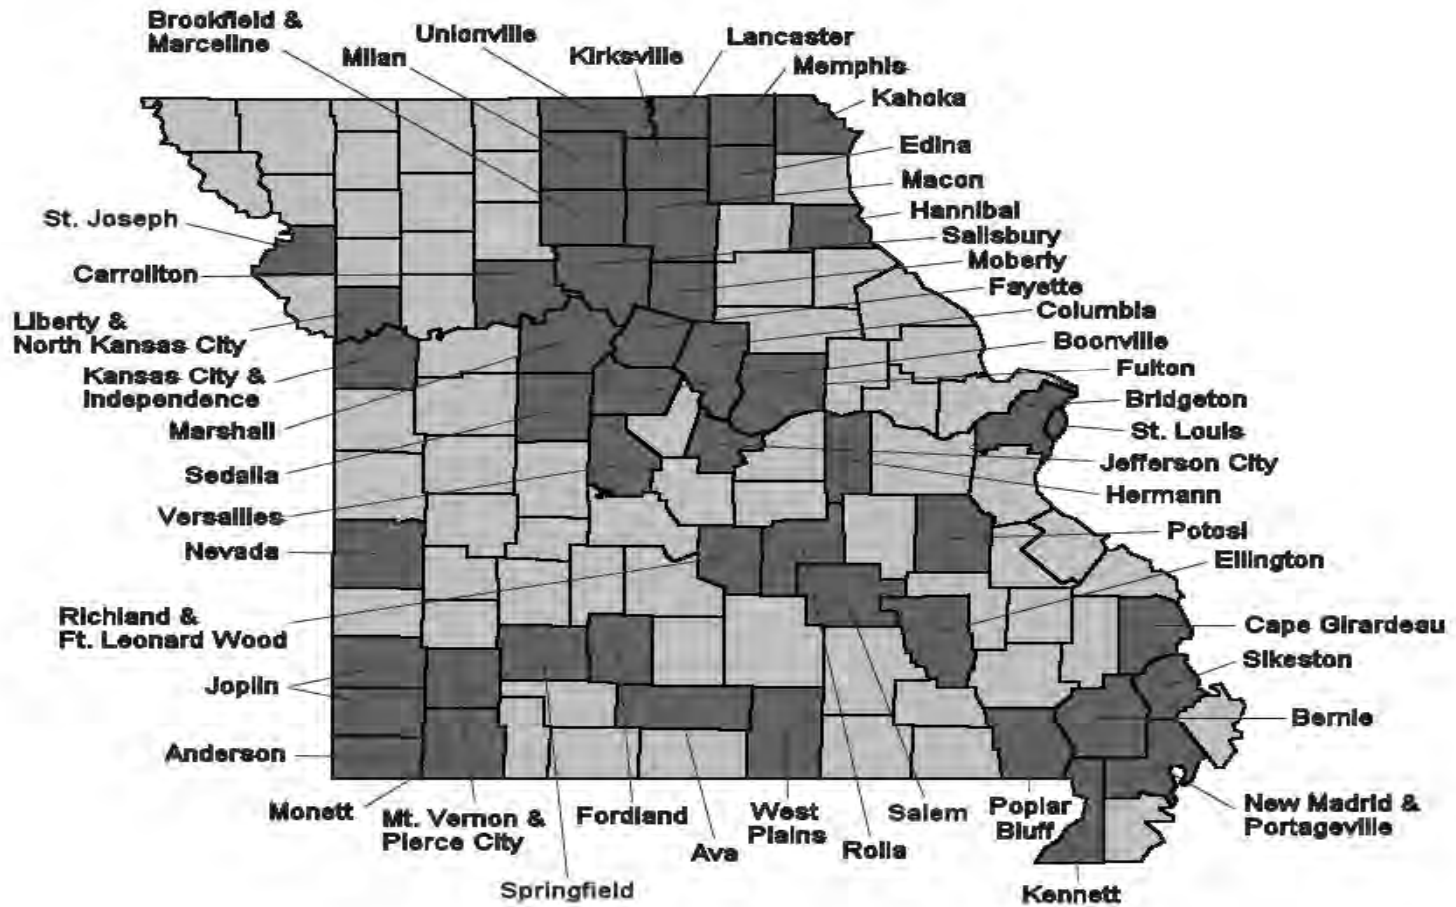 Brookfield &
Marceline
Milan
Unionville
Kirksville
Lancaster
Memphis
Kahoka
Edina
Macon
Hannibal
Salisbury
Moberly
Fayette
Columbia
Boonville
Fulton
Bridgeton
St. Louis
Jefferson City
Hermann
Potosi
Ellington
Cape Girardeau
Sikeston
Bernie
New Madrid &
Portageville
St. Joseph
Carrollton
Liberty &
North Kansas City
Kansas City &
Independence
Marshall
Sedalia
Versailles
Nevada
Richland &
Ft. Leonard Wood
Joplin
Anderson
Monett
Mt. Vernon &
Pierce City
Springfield
Fordland
Ava
West
Plains
Rolla
Salem
Poplar
Bluff
Kennett